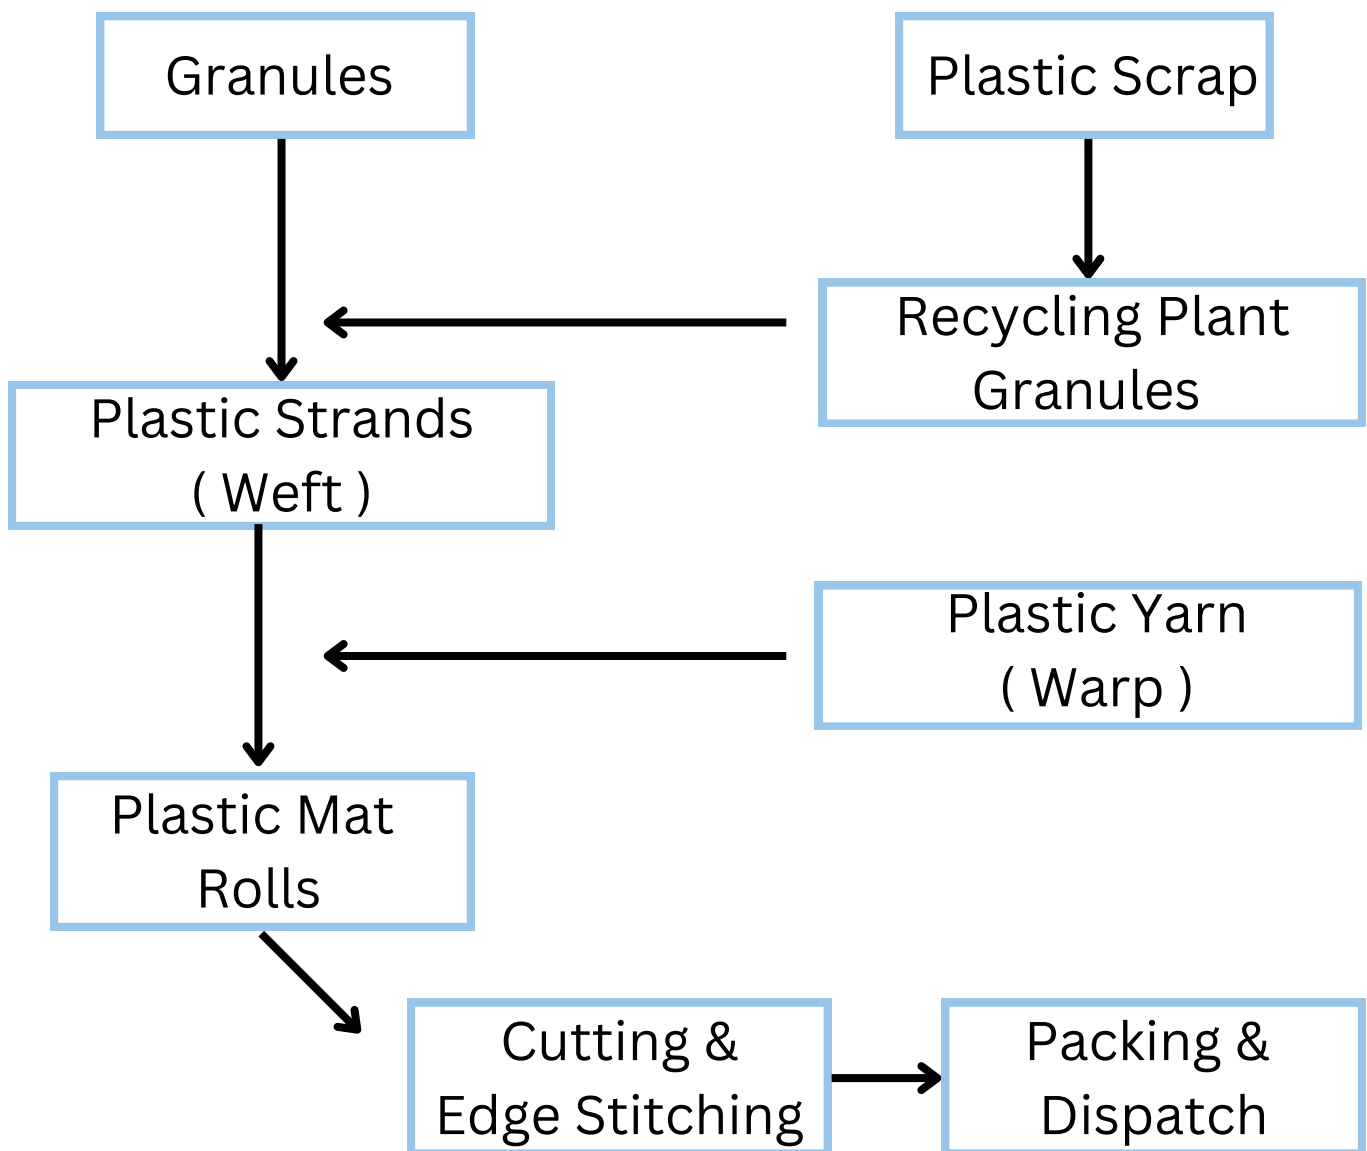 Granules
Plastic Scrap
Recycling Plant
Granules
Plastic Strands
( Weft )
Plastic Yarn
( Warp )
Plastic Mat
Rolls
Cutting &
Edge Stitching
Packing &
Dispatch